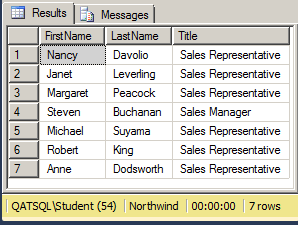 Results Messages
FirstName LastName Title
1 Nancy Davolio Sales Representative
2 Janet Leverling Sales Representative
3 Margaret Peacock Sales Representative
4 Steven Buchanan Sales Manager
5 Michael Suyama Sales Representative
6 Robert King Sales Representative
7 Anne Dodsworth Sales Representative
QATSQL\Student (54) Northwind 00:00:00 7 rows